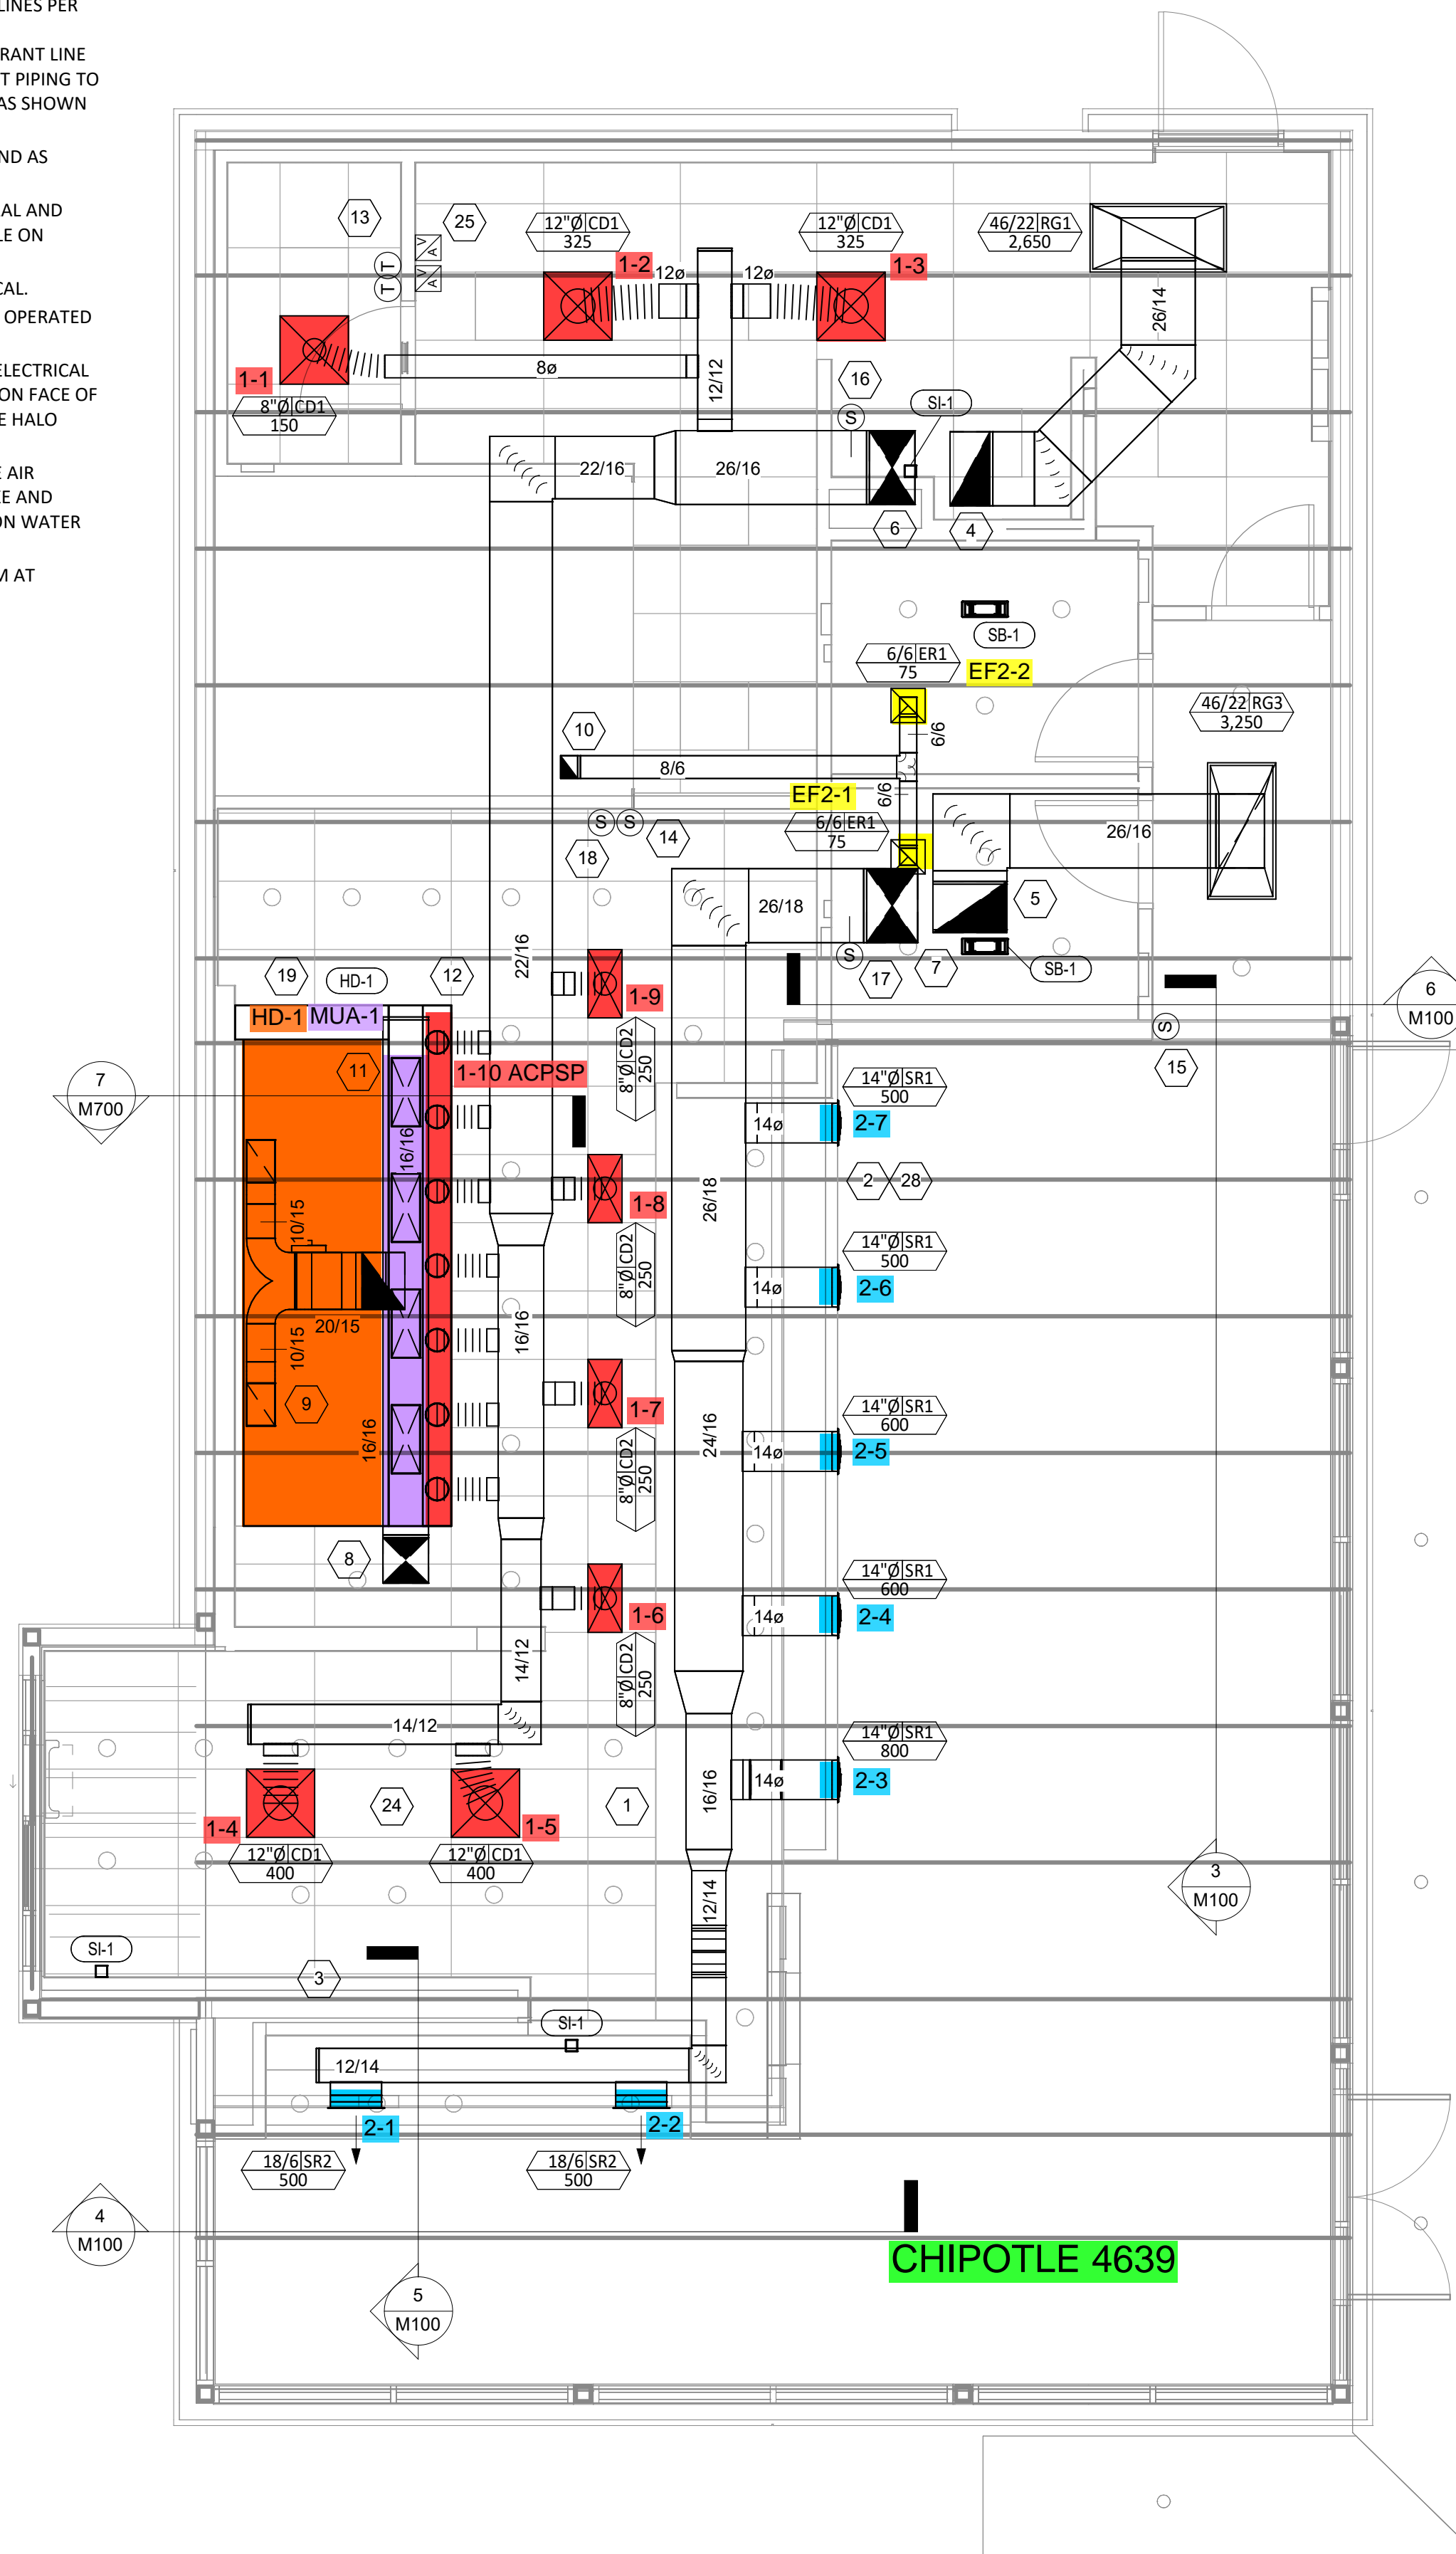 LINES PER
RANT LINE
T PIPING TO
AS SHOWN
ND AS
AL AND
LE ON
CAL.
OPERATED
ELECTRICAL
ON FACE OF
E HALO
E AIR
KE AND
ON WATER
M AT
13
25
12"Ø CD1
325
12"Ø CD1
325
46/22 RG1
2,650
V
A
V
A
T
T
1-2
12ø
12ø
1-3
26/14
1-1
8ø
12/12
8"Ø CD1
150
16
S
SI-1
22/16
26/16
6
4
SB-1
6/6 ER1
75
EF2-2
46/22 RG3
3,250
10
6/6
8/6
EF2-1
6/6
6/6 ER1
75
S
S
14
18
26/16
26/18
5
22/16
S
17
7
SB-1
19
HD-1
12
1-9
6
M100
HD-1
MUA-1
S
15
11
1-10 ACPSP
8"Ø CD2
250
7
M700
14"Ø SR1
500
14ø
2-7
16/16
2
28
1-8
26/18
10/15
8"Ø CD2
250
14"Ø SR1
500
14ø
2-6
20/15
16/16
10/15
9
1-7
14"Ø SR1
600
16/16
24/16
14ø
2-5
8"Ø CD2
250
8
14"Ø SR1
600
1-6
14ø
2-4
14/12
8"Ø CD2
250
14/12
14"Ø SR1
800
14ø
2-3
16/16
24
1
1-4
1-5
12"Ø CD1
400
12"Ø CD1
400
3
M100
12/14
SI-1
3
SI-1
12/14
2-1
2-2
18/6 SR2
500
18/6 SR2
500
4
M100
CHIPOTLE 4639
5
M100